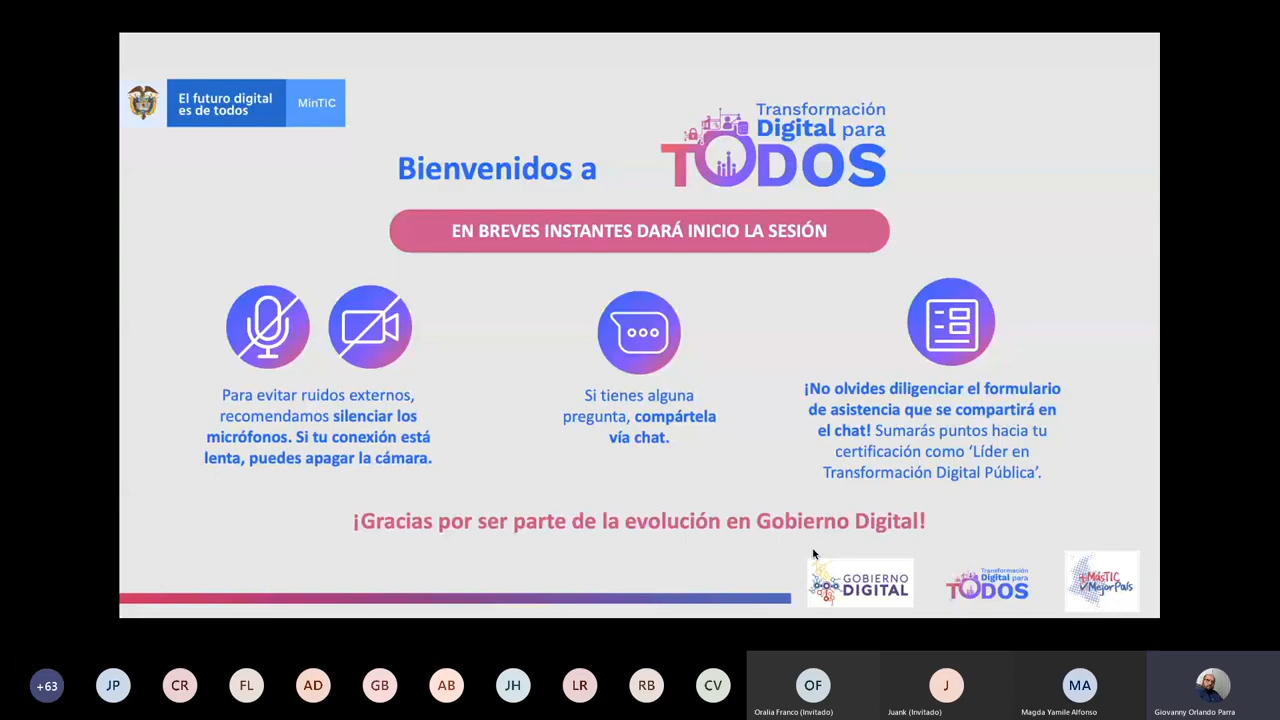 El futuro digital
es de todos
MinTIC
Transformación
Digital para
TODOS
Bienvenidos a
EN BREVES INSTANTES DARÁ INICIO LA SESIÓN
Para evitar ruidos externos,
recomendamos silenciar los
micrófonos. Si tu conexión está
lenta, puedes apagar la cámara.
Si tienes alguna
pregunta, compártela
vía chat.
¡No olvides diligenciar el formulario
de asistencia que se compartirá en
el chat! Sumarás puntos hacia tu
certificación como ‘Líder en
Transformación Digital Pública’.
¡Gracias por ser parte de la evolución en Gobierno Digital!
GOBIERNO
DIGITAL
Transformación
Digital para
TODOS
+MásTIC
MejorPaís
+63
JP
CR
FL
AD
GB
AB
JH
LR
RB
CV
OF
J
MA
Oralia Franco (Invitado)
Juank (Invitado)
Magda Yamile Alfonso
Giovanny Orlando Parra